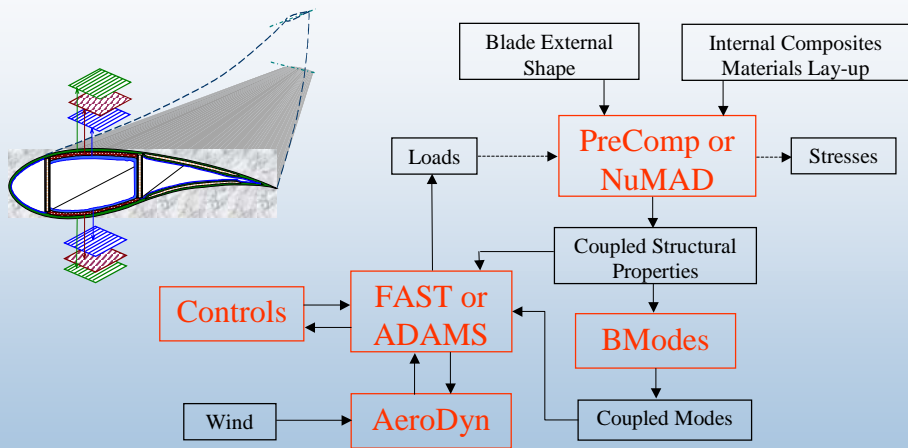 Blade External
Shape
Internal Composites
Materials Lay-up
Loads
PreComp or
NuMAD
Stresses
Coupled Structural
Properties
Controls
FAST or
ADAMS
BModes
Wind
AeroDyn
Coupled Modes